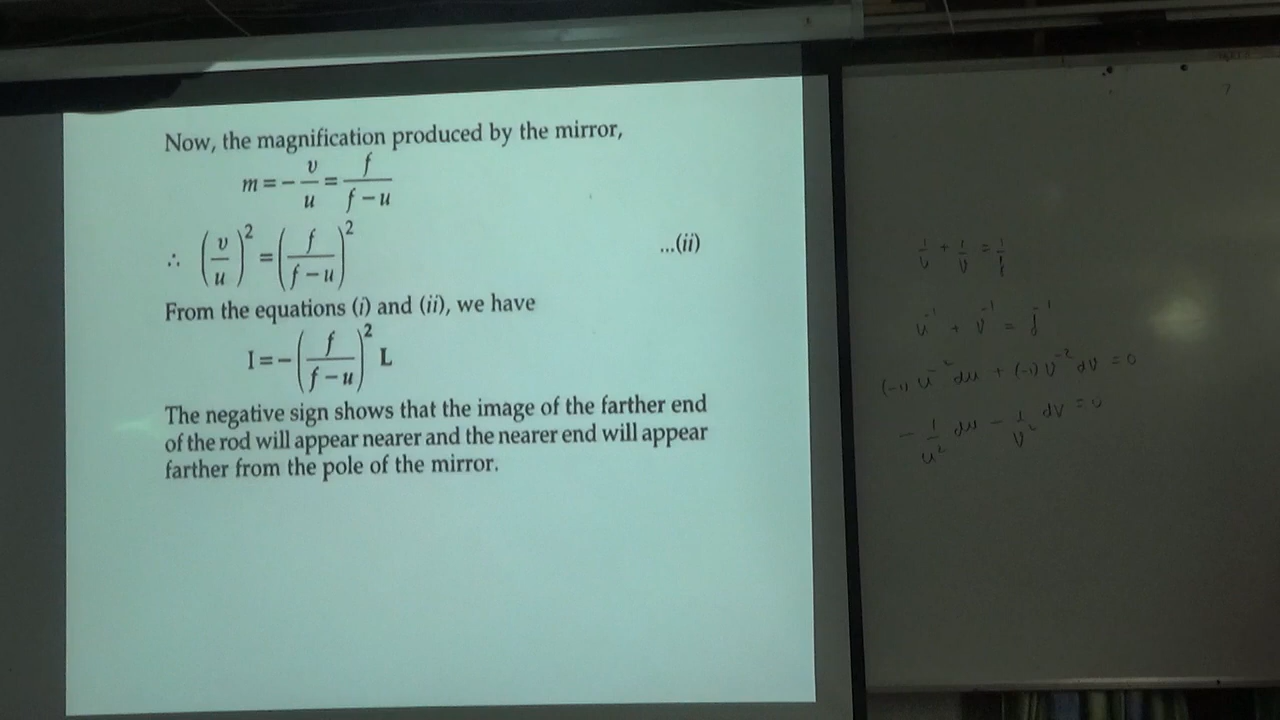 Now, the magnification produced by the mirror,
m = - v/u = f/(f - u)
∴ (v/u)² = (f/(f - u))² ...(ii)
From the equations (i) and (ii), we have
I = -(f/(f - u))² L
The negative sign shows that the image of the farther end
of the rod will appear nearer and the nearer end will appear
farther from the pole of the mirror.
1/u + 1/v = 1/f
u⁻¹ + v⁻¹ = f⁻¹
(-1) u⁻² du + (-1) v⁻² dv = 0
- 1/u² du - 1/v² dv = 0